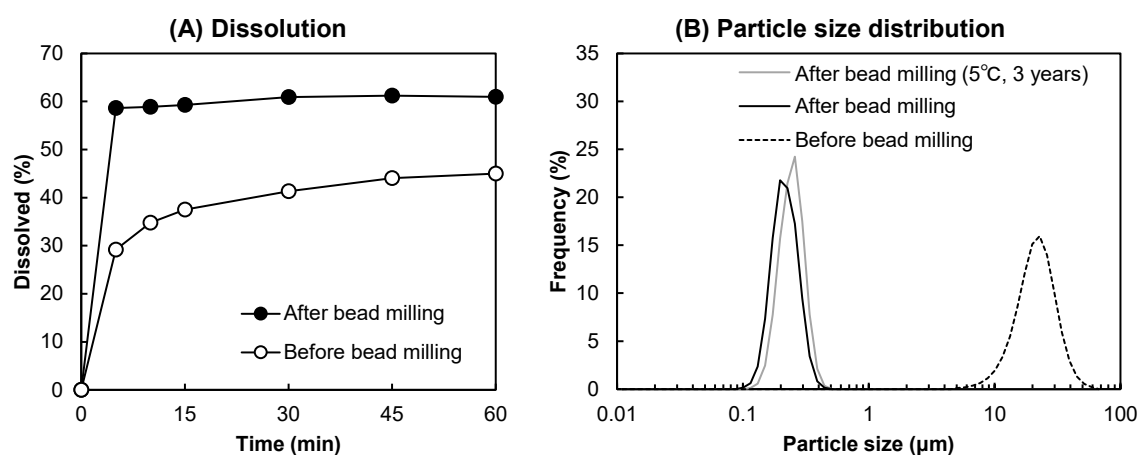 (A) Dissolution
70
60
50
40
30
20
10
0
Dissolved (%)
After bead milling
Before bead milling
0 15 30 45 60
Time (min)
(B) Particle size distribution
35
30
25
20
15
10
5
0
Frequency (%)
After bead milling (5℃, 3 years)
After bead milling
Before bead milling
0.01 0.1 1 10 100
Particle size (μm)